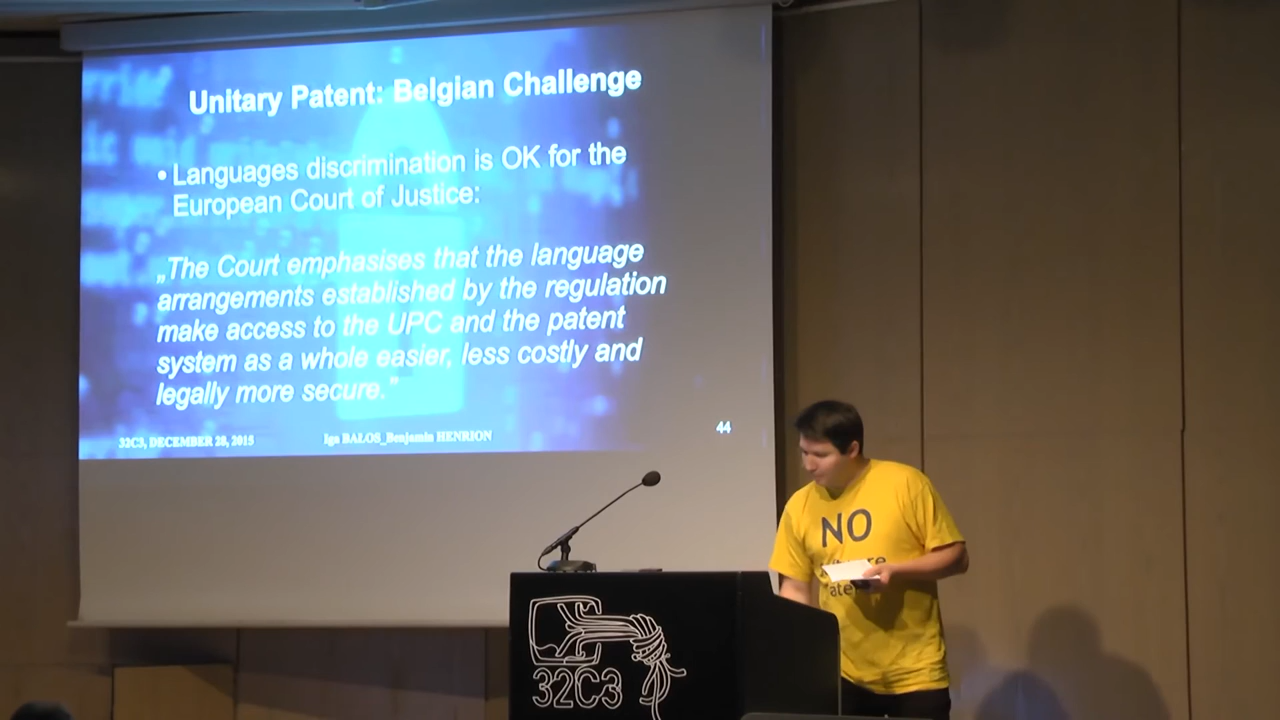 Unitary Patent: Belgian Challenge
• Languages discrimination is OK for the
European Court of Justice:
„The Court emphasises that the language
arrangements established by the regulation
make access to the UPC and the patent
system as a whole easier, less costly and
legally more secure."
32C3, DECEMBER 28, 2015
Iga BAŁOS_Benjamin HENRION
44
NO
32C3